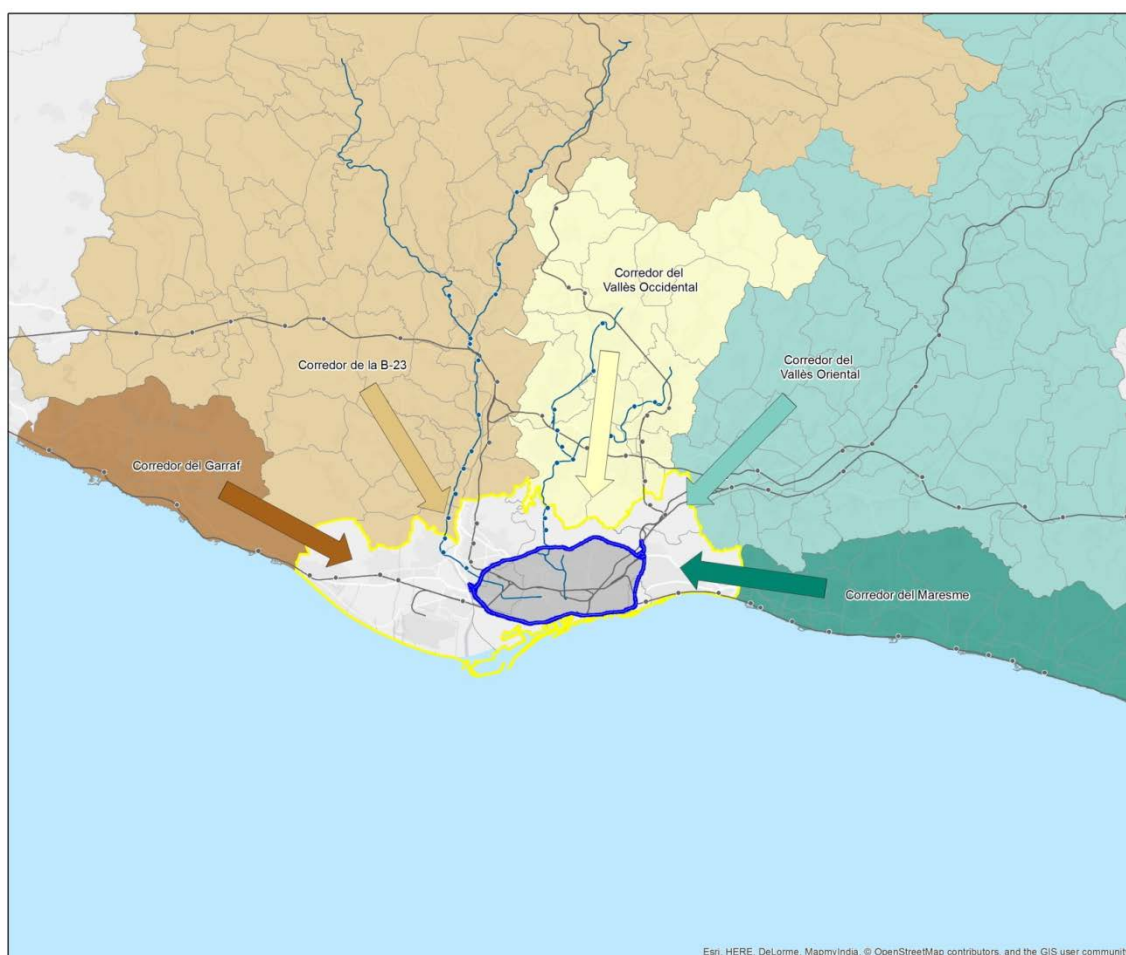 Corredor del
Vallès Occidental
Corredor de la B-23
Corredor del
Vallès Oriental
Corredor del Garraf
Corredor del Maresme
Esri, HERE, DeLorme, MapmyIndia, © OpenStreetMap contributors, and the GIS user community